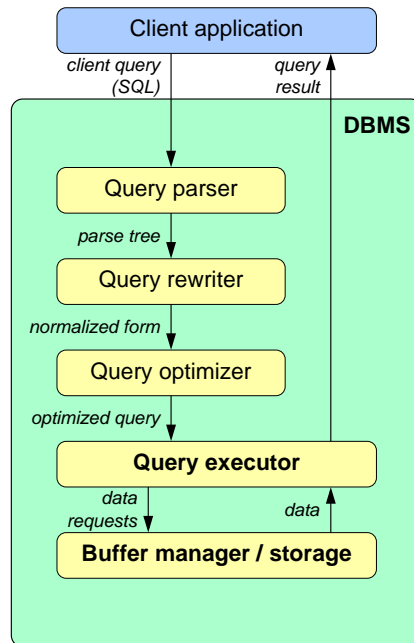 Client application
client query
(SQL)
query
result
DBMS
Query parser
parse tree
Query rewriter
normalized form
Query optimizer
optimized query
Query executor
data
requests
data
Buffer manager / storage